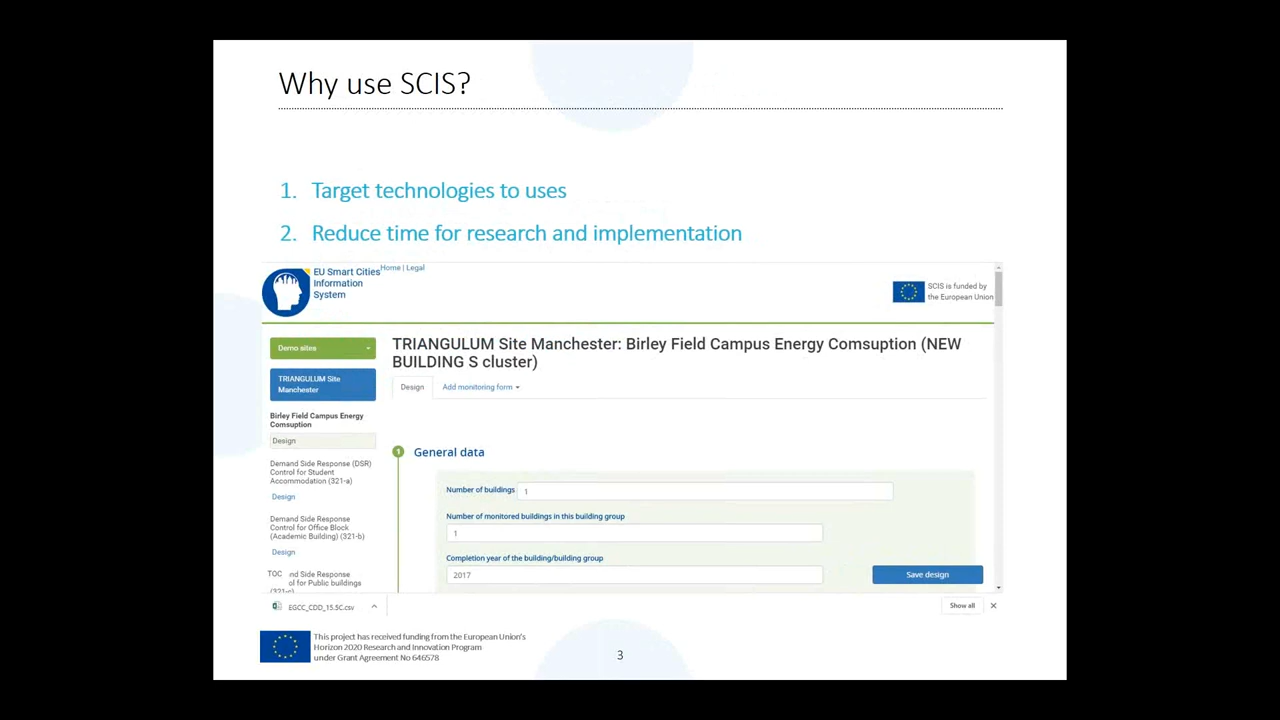 Why use SCIS?
1. Target technologies to uses
2. Reduce time for research and implementation
EU Smart Cities
Information
System
Home | Legal
SCIS is funded by
the European Union
Demo sites
TRIANGULUM Site
Manchester
Birley Field Campus Energy
Comsuption
Design
Demand Side Response (DSR)
Control for Student
Accommodation (321-a)
Design
Demand Side Response
Control for Office Block
(Academic Building) (321-b)
Design
TOC nd Side Response
ol for Public buildings
(321-c)
TRIANGULUM Site Manchester: Birley Field Campus Energy Comsuption (NEW
BUILDING S cluster)
Design Add monitoring form
1 General data
Number of buildings 1
Number of monitored buildings in this building group
1
Completion year of the building/building group
2017
Save design
EGCC_CDD_15.5C.csv
Show all
This project has received funding from the European Union's
Horizon 2020 Research and Innovation Program
under Grant Agreement No 646578
3